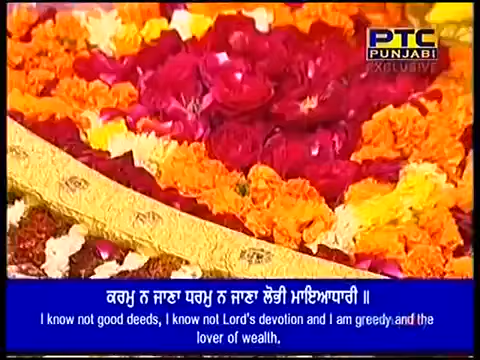 PTC
PUNJABI
EXCLUSIVE
ਕਰਮੁ ਨ ਜਾਣਾ ਧਰਮੁ ਨ ਜਾਣਾ ਲੋਭੀ ਮਾਇਆਧਾਰੀ ॥
I know not good deeds, I know not Lord's devotion and I am greedy and the
lover of wealth.